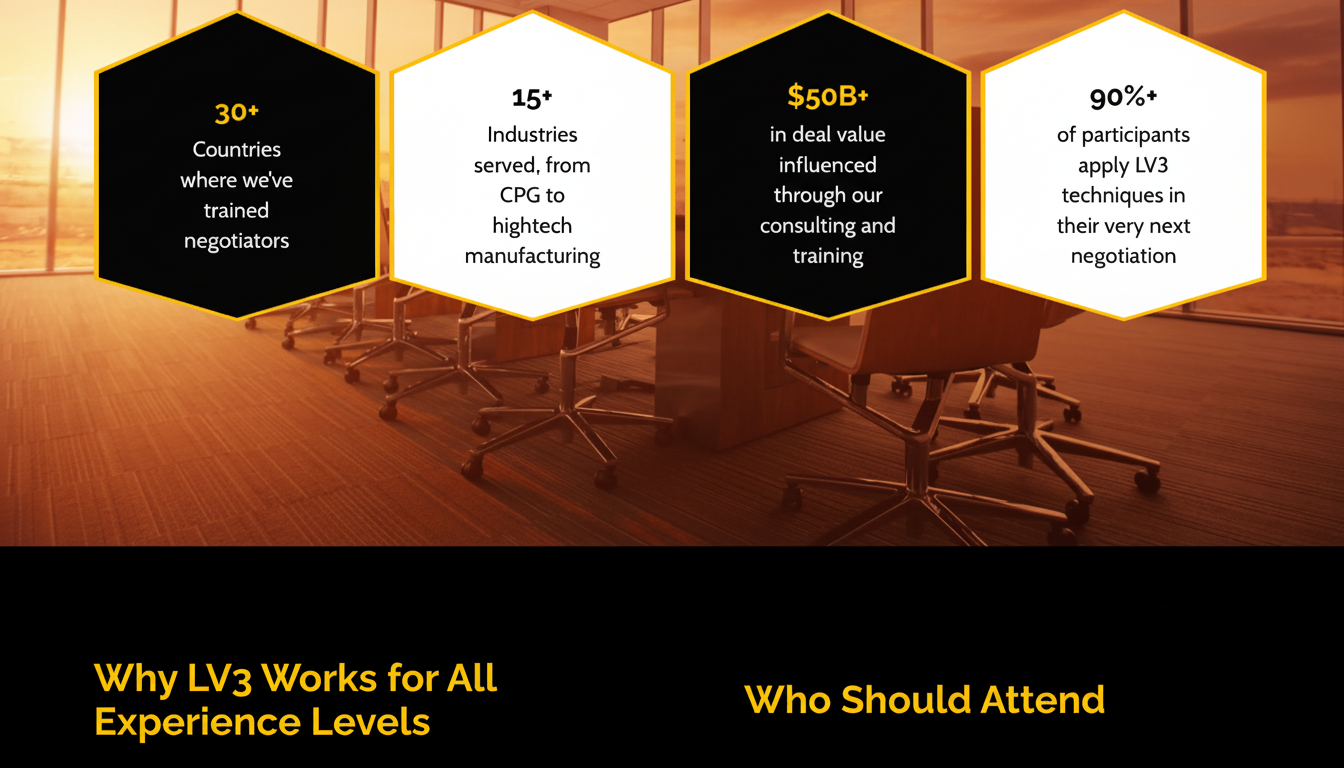 30+
Countries
where we've
trained
negotiators
15+
Industries
served, from
CPG to
hightech
manufacturing
$50B+
in deal value
influenced
through our
consulting and
training
90%+
of participants
apply LV3
techniques in
their very next
negotiation
Why LV3 Works for All
Experience Levels
Who Should Attend